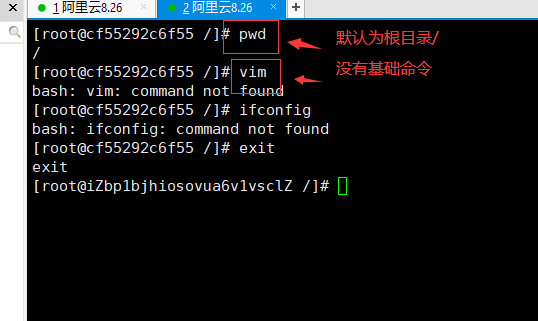 1 阿里云8.26
2 阿里云8.26
[root@cf55292c6f55 /]# pwd
默认为根目录/
/
[root@cf55292c6f55 /]# vim
没有基础命令
bash: vim: command not found
[root@cf55292c6f55 /]# ifconfig
bash: ifconfig: command not found
[root@cf55292c6f55 /]# exit
exit
[root@iZbp1bjhiosovua6v1vsclZ /]#